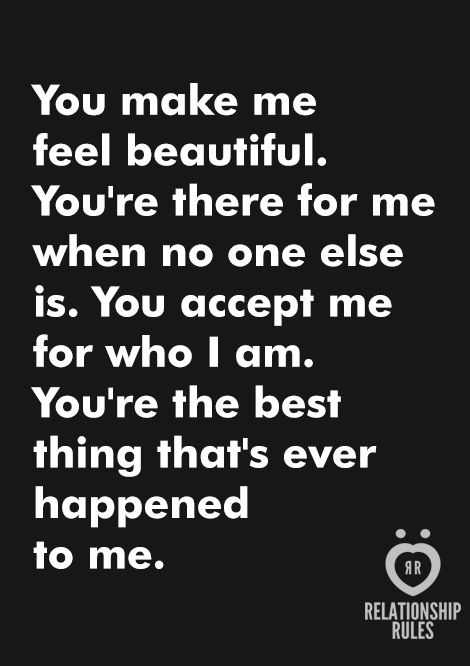 You make me
feel beautiful.
You're there for me
when no one else
is. You accept me
for who I am.
You're the best
thing that's ever
happened
to me.
ЯR
RELATIONSHIP
RULES